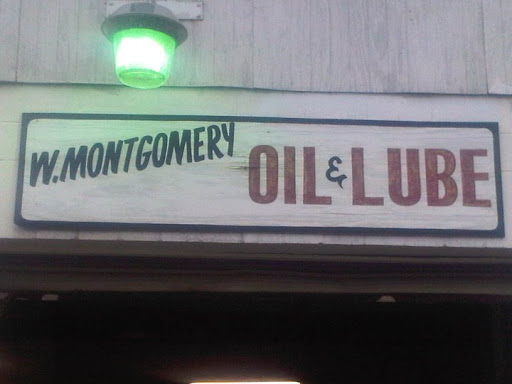 W. MONTGOMERY OIL & LUBE